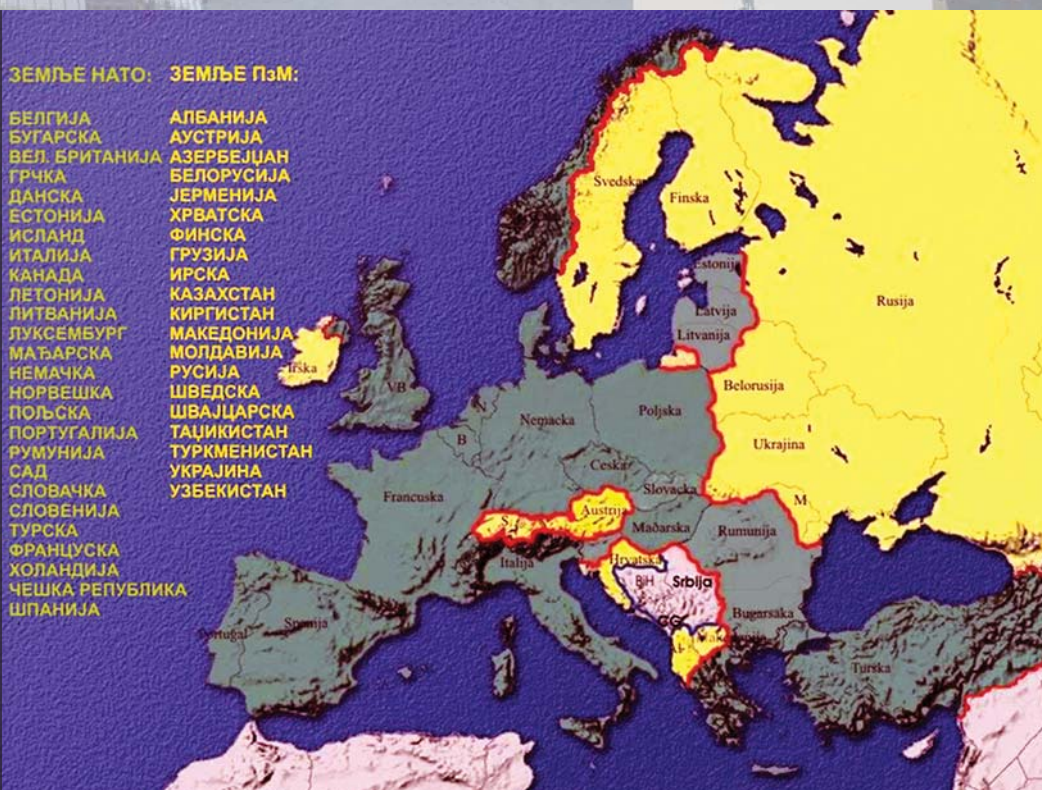 ЗЕМЉЕ НАТО:
БЕЛГИЈА
БУГАРСКА
ВЕЛ. БРИТАНИЈА
ГРЧКА
ДАНСКА
ЕСТОНИЈА
ИСЛАНД
ИТАЛИЈА
КАНАДА
ЛЕТОНИЈА
ЛИТВАНИЈА
ЛУКСЕМБУРГ
МАЂАРСКА
НЕМАЧКА
НОРВЕШКА
ПОЉСКА
ПОРТУГАЛИЈА
РУМУНИЈА
САД
СЛОВАЧКА
СЛОВЕНИЈА
ТУРСКА
ФРАНЦУСКА
ХОЛАНДИЈА
ЧЕШКА РЕПУБЛИКА
ШПАНИЈА
ЗЕМЉЕ ПзМ:
АЛБАНИЈА
АУСТРИЈА
АЗЕРБЕЈЏАН
БЕЛОРУСИЈА
ЈЕРМЕНИЈА
ХРВАТСКА
ФИНСКА
ГРУЗИЈА
ИРСКА
КАЗАХСТАН
КИРГИСТАН
МАКЕДОНИЈА
МОЛДАВИЈА
РУСИЈА
ШВЕДСКА
ШВАЈЦАРСКА
ТАЏИКИСТАН
ТУРКМЕНИСТАН
УКРАЈИНА
УЗБЕКИСТАН
Svedska
Finska
Estonija
Latvija
Litvanija
Rusija
Irska
VB
N
B
Nemacka
Poljska
Belorusija
Ukrajina
Ceska
Slovacka
Francuska
Austrija
Mađarska
M
Rumunija
S
Italija
Hrvatska
BiH
Srbija
CG
Bugarska
Portugal
Spanija
Turska